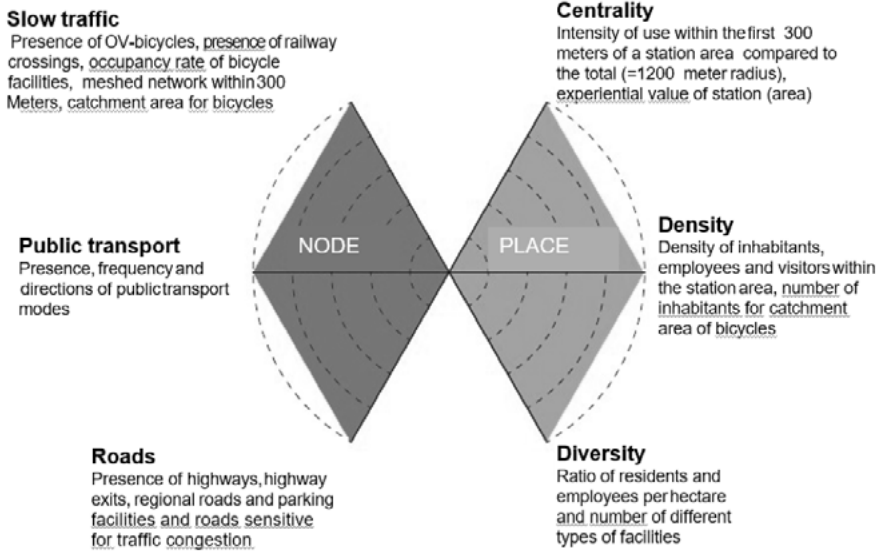 Slow traffic
Presence of OV-bicycles, presence of railway
crossings, occupancy rate of bicycle
facilities, meshed network within 300
Meters, catchment area for bicycles
Centrality
Intensity of use within the first 300
meters of a station area compared to
the total (=1200 meter radius),
experiential value of station (area)
Public transport
Presence, frequency and
directions of public transport
modes
NODE
PLACE
Density
Density of inhabitants,
employees and visitors within
the station area, number of
inhabitants for catchment
area of bicycles
Roads
Presence of highways, highway
exits, regional roads and parking
facilities and roads sensitive
for traffic congestion
Diversity
Ratio of residents and
employees per hectare
and number of different
types of facilities